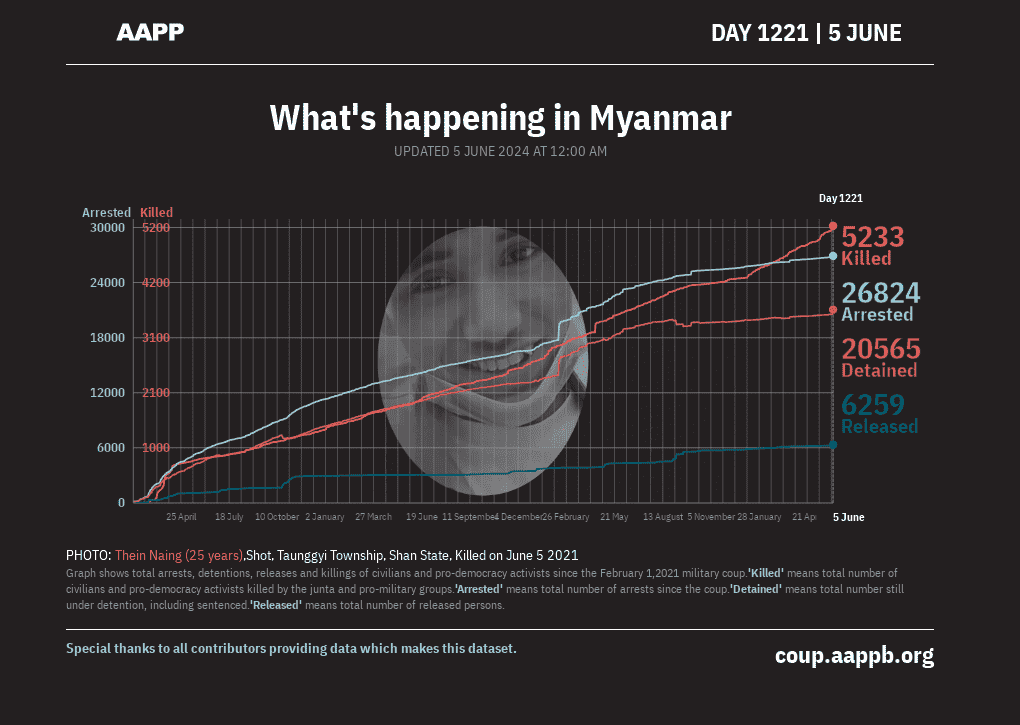 AAPP
DAY 1221 | 5 JUNE
What's happening in Myanmar
UPDATED 5 JUNE 2024 AT 12:00 AM
Day 1221
Arrested Killed
30000 5200
24000 4200
18000 3100
12000 2100
6000 1000
0
5233
Killed
26824
Arrested
20565
Detained
6259
Released
25 April 18 July 10 October 2 January 27 March 19 June 11 September 4 December 26 February 21 May 13 August 5 November 28 January 21 Ap 5 June
PHOTO: Thein Naing (25 years),Shot, Taunggyi Township, Shan State, Killed on June 5 2021
Graph shows total arrests, detentions, releases and killings of civilians and pro-democracy activists since the February 1,2021 military coup.'Killed' means total number of
civilians and pro-democracy activists killed by the junta and pro-military groups.'Arrested' means total number of arrests since the coup.'Detained' means total number still
under detention, including sentenced.'Released' means total number of released persons.
Special thanks to all contributors providing data which makes this dataset.
coup.aappb.org